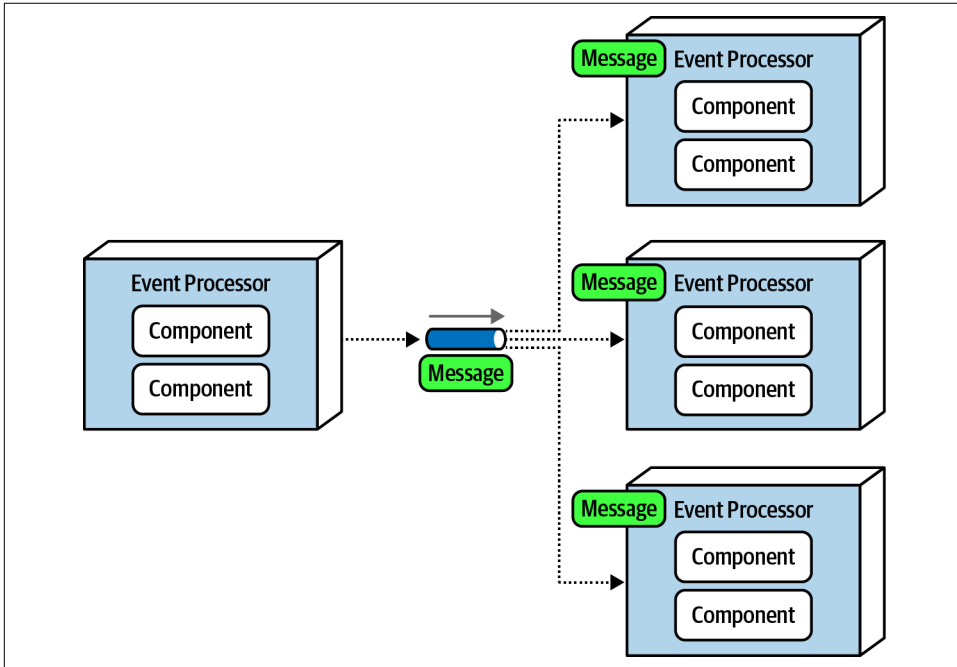 Message
Event Processor
Component
Component
Event Processor
Component
Component
Message
Message
Event Processor
Component
Component
Message
Event Processor
Component
Component